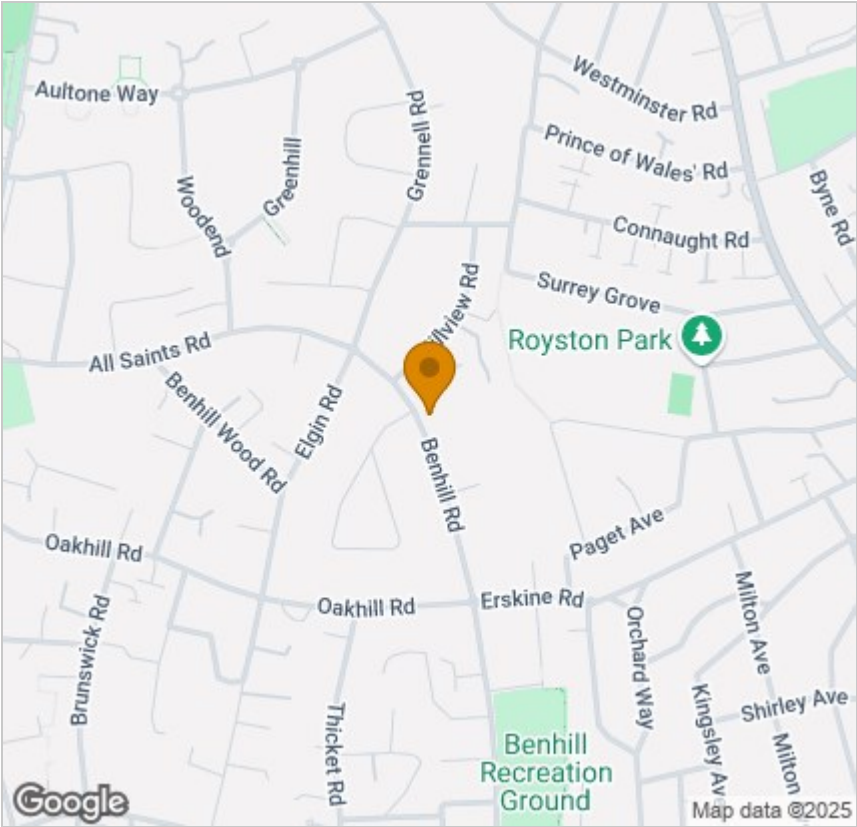 Westminster Rd
Aultone Way
Grennell Rd
Prince of Wales' Rd
Greenhill
Woodend
Byne Rd
Connaught Rd
Surrey Grove
Royston Park
All Saints Rd
Benhill Wood Rd
Elgin Rd
Benhill Rd
Paget Ave
Oakhill Rd
Oakhill Rd
Erskine Rd
Milton Ave
Orchard Way
Brunswick Rd
Kingsley Ave
Shirley Ave
Thicket Rd
Milton
Benhill
Recreation
Ground
Google
Map data ©2025